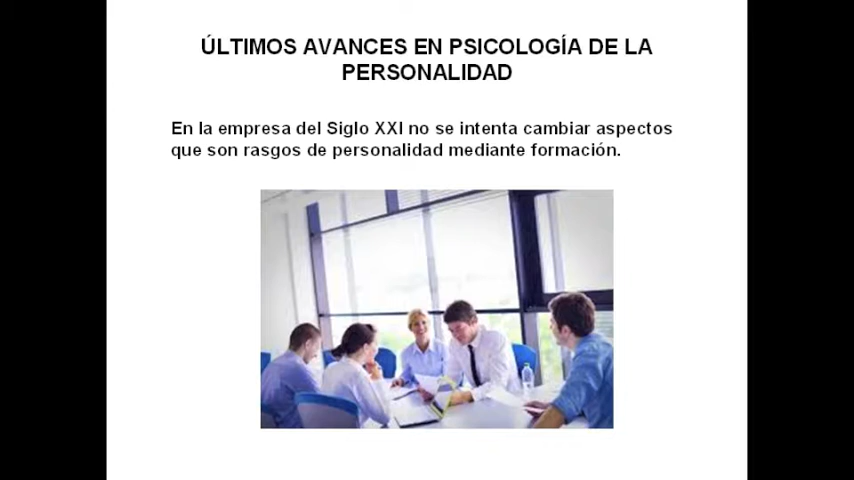 ÚLTIMOS AVANCES EN PSICOLOGÍA DE LA
PERSONALIDAD
En la empresa del Siglo XXI no se intenta cambiar aspectos
que son rasgos de personalidad mediante formación.